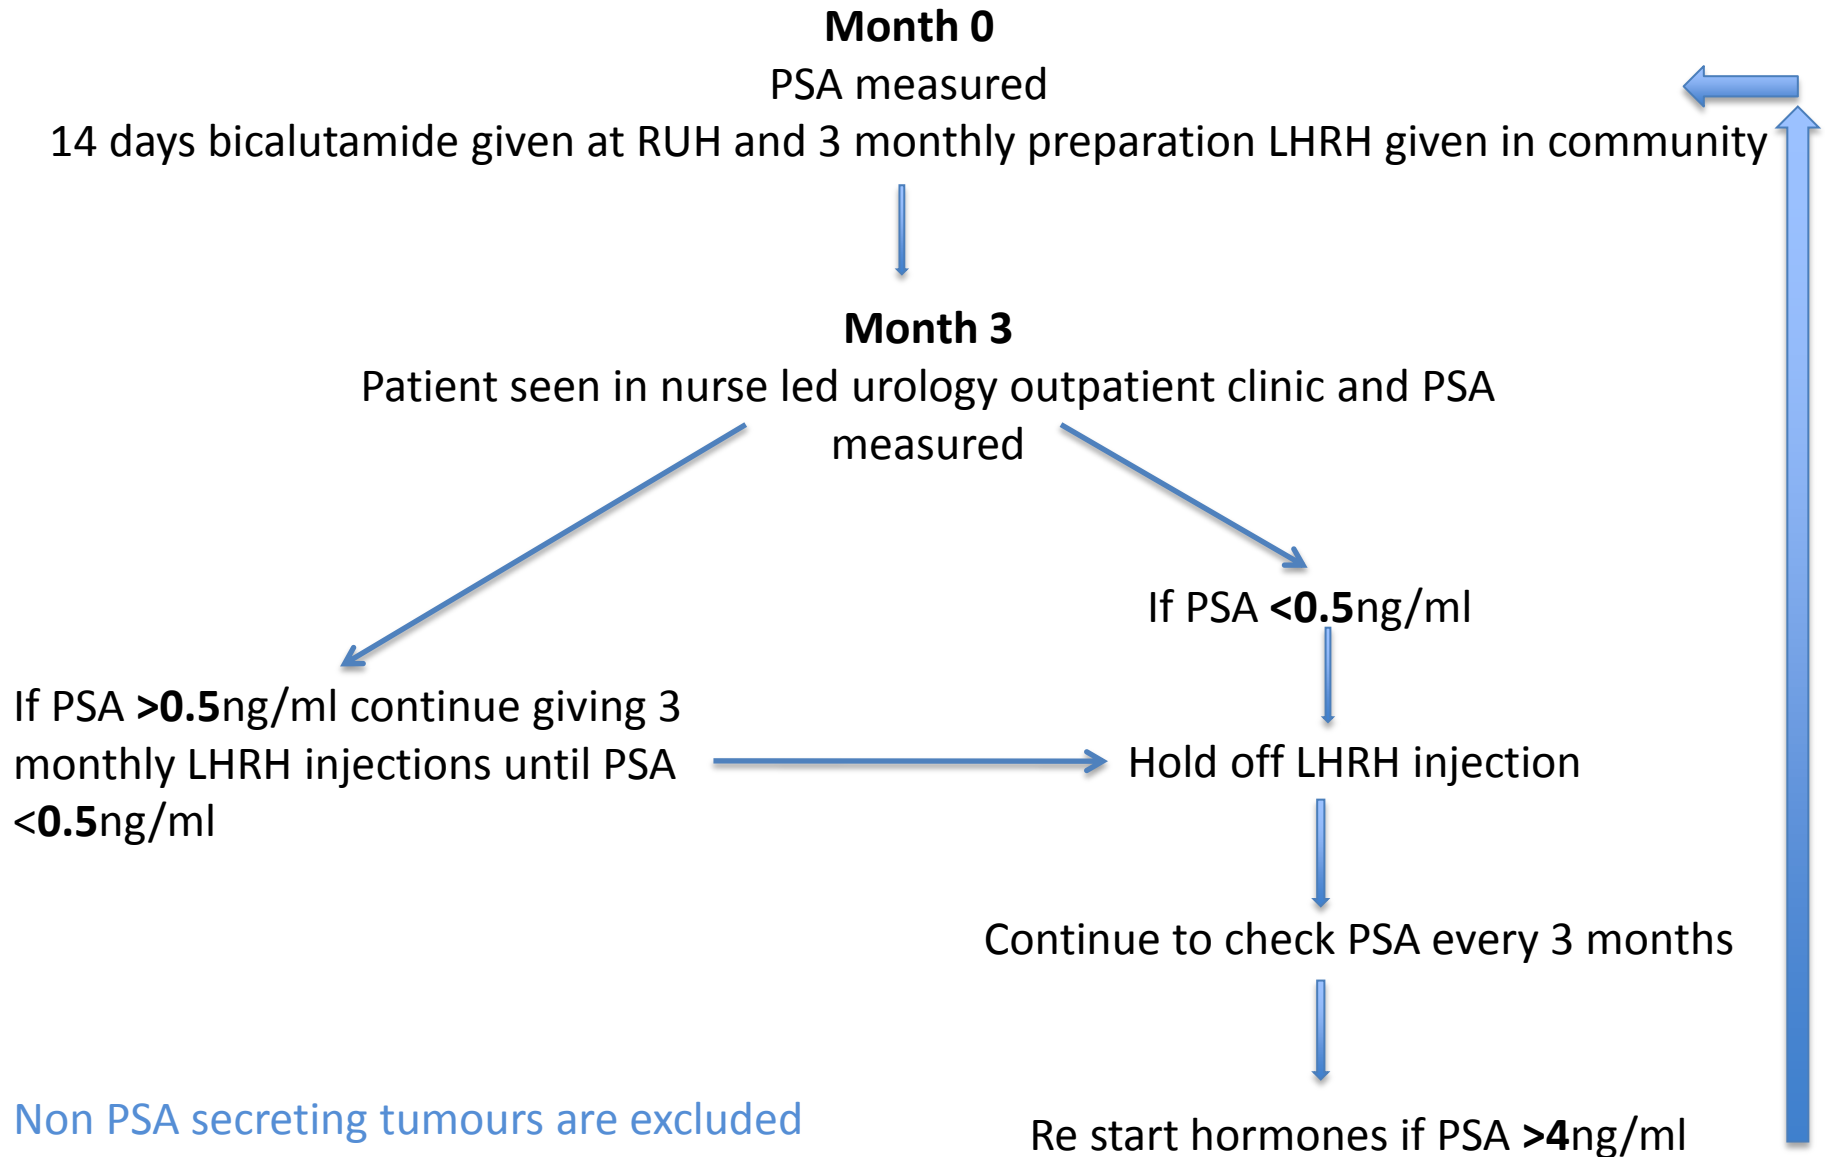 Month 0
PSA measured
14 days bicalutamide given at RUH and 3 monthly preparation LHRH given in community
Month 3
Patient seen in nurse led urology outpatient clinic and PSA
measured
If PSA <0.5ng/ml
If PSA >0.5ng/ml continue giving 3
monthly LHRH injections until PSA
<0.5ng/ml
Hold off LHRH injection
Continue to check PSA every 3 months
Re start hormones if PSA >4ng/ml
Non PSA secreting tumours are excluded